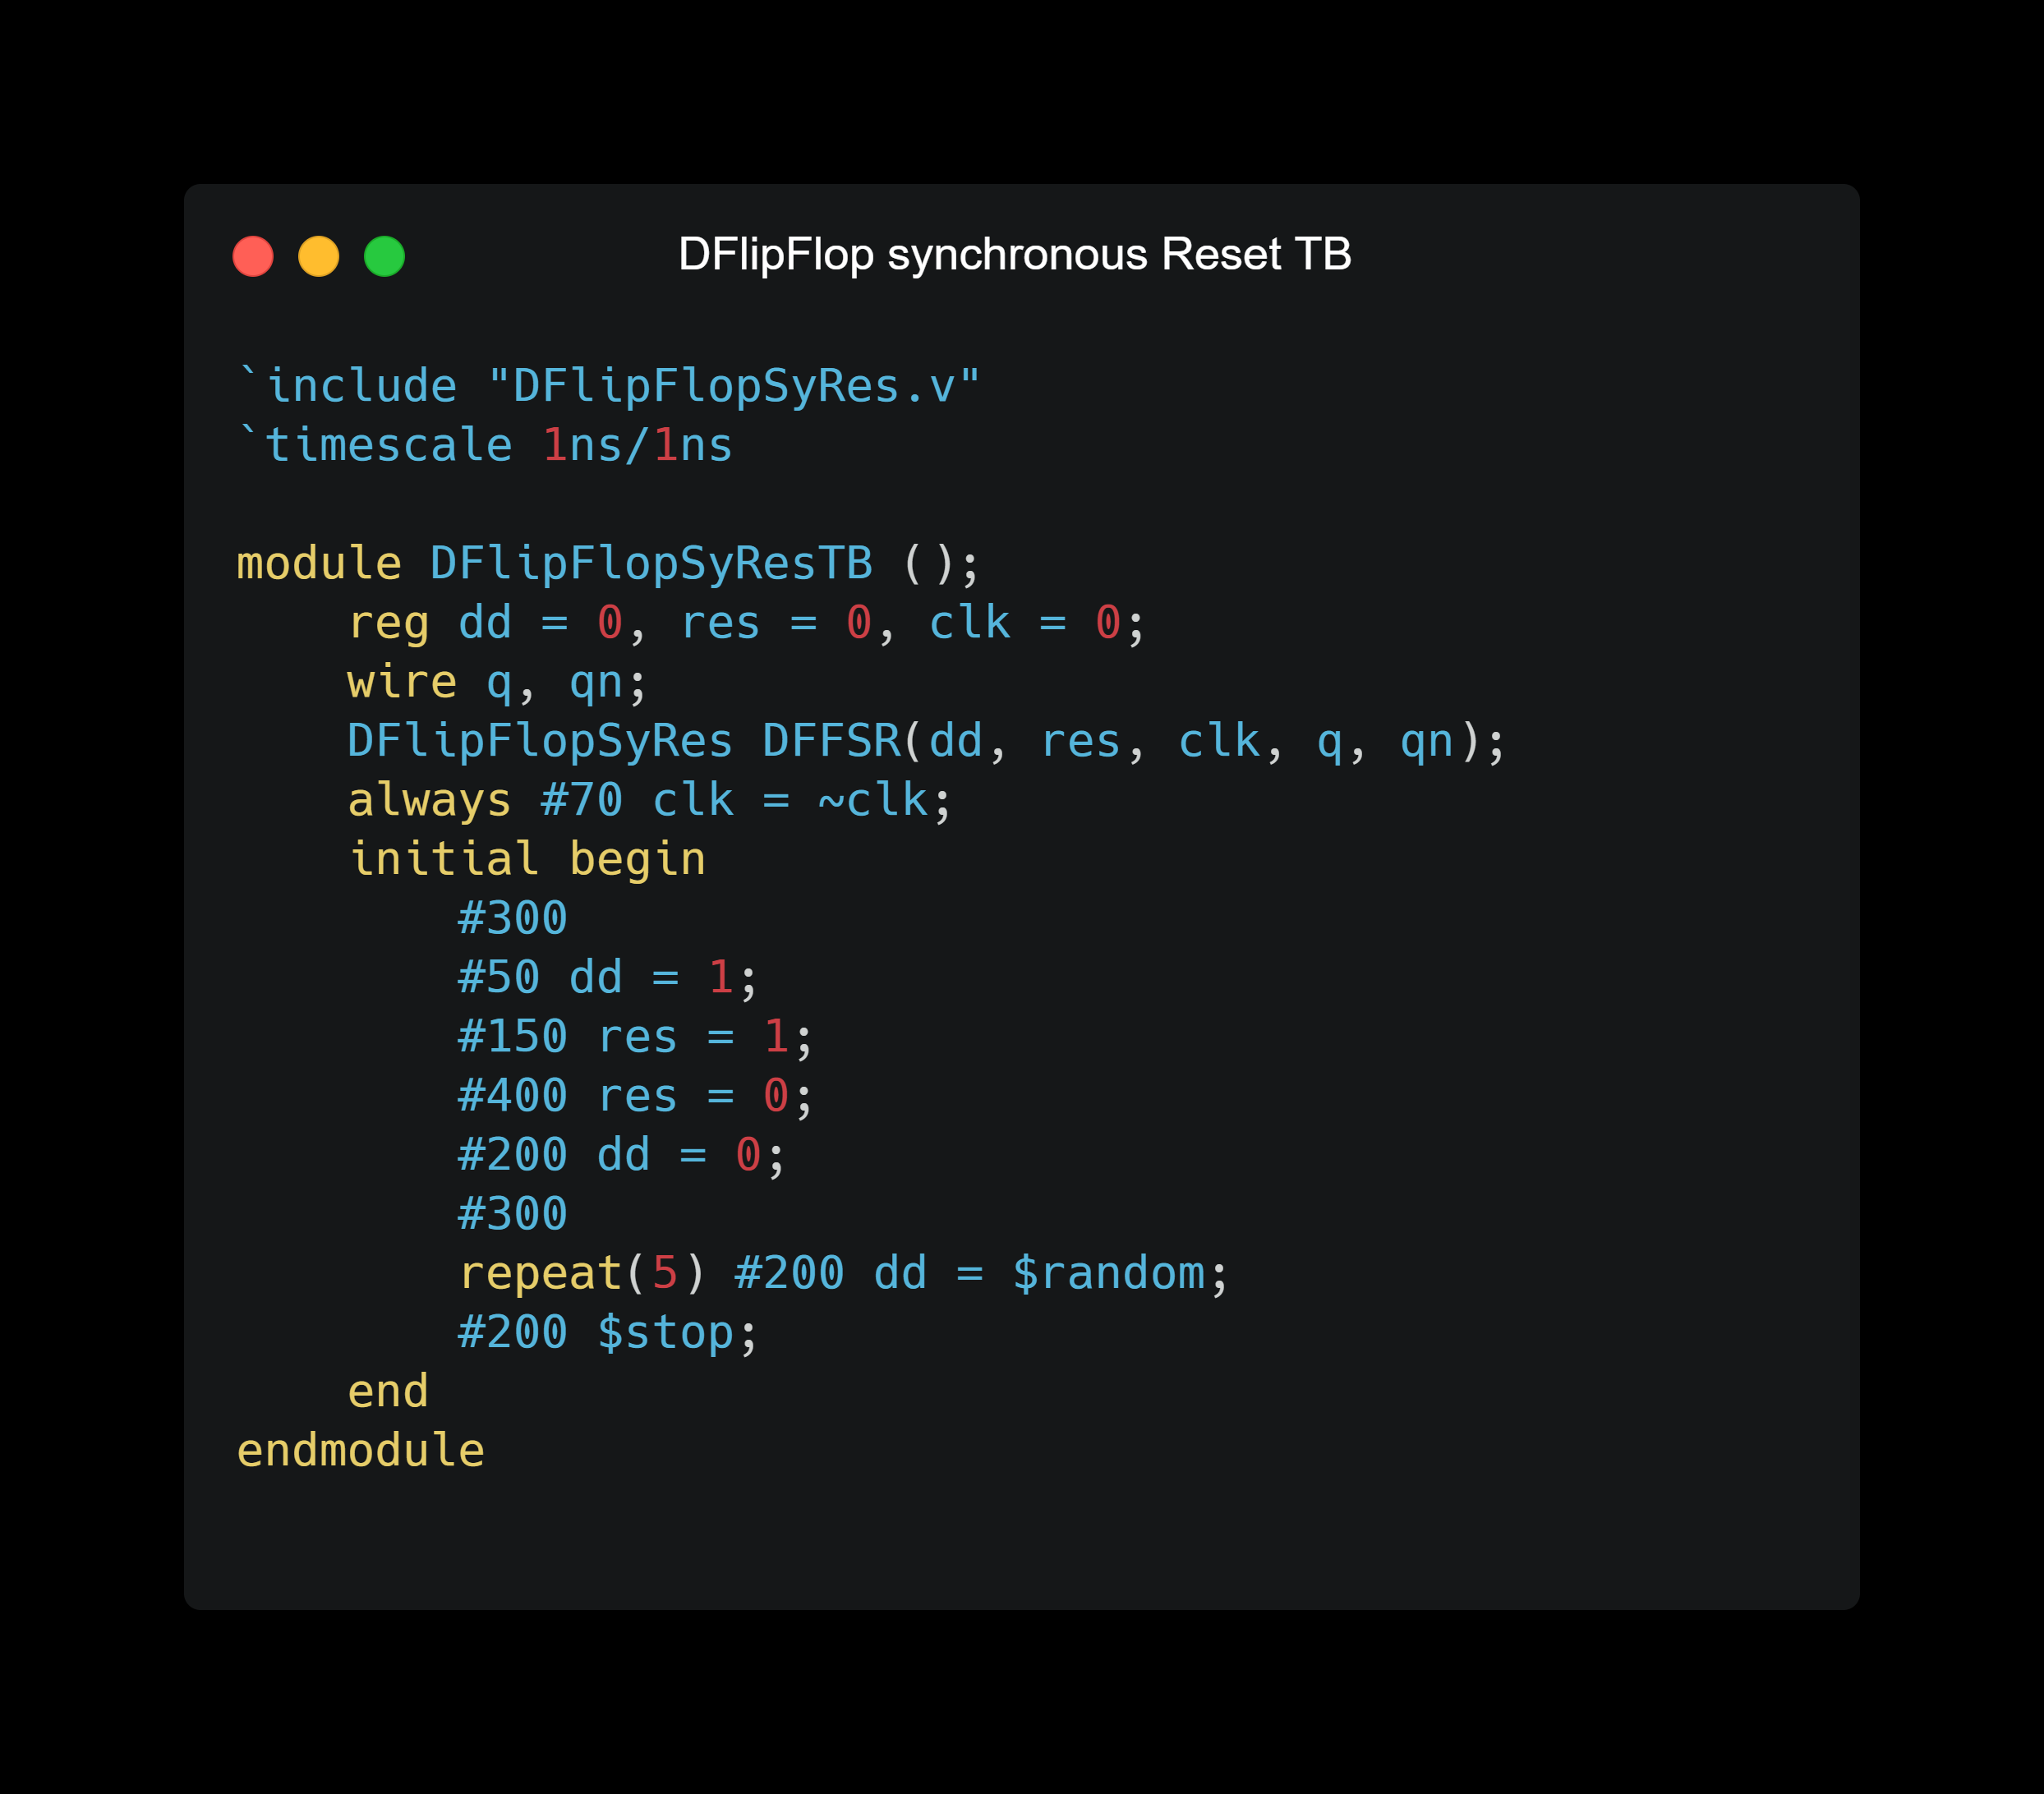 DFlipFlop synchronous Reset TB
`include "DFlipFlopSyRes.v"
`timescale 1ns/1ns
module DFlipFlopSyResTB ();
    reg dd = 0, res = 0, clk = 0;
    wire q, qn;
    DFlipFlopSyRes DFFSR(dd, res, clk, q, qn);
    always #70 clk = ~clk;
    initial begin
        #300
        #50 dd = 1;
        #150 res = 1;
        #400 res = 0;
        #200 dd = 0;
        #300
        repeat(5) #200 dd = $random;
        #200 $stop;
    end
endmodule